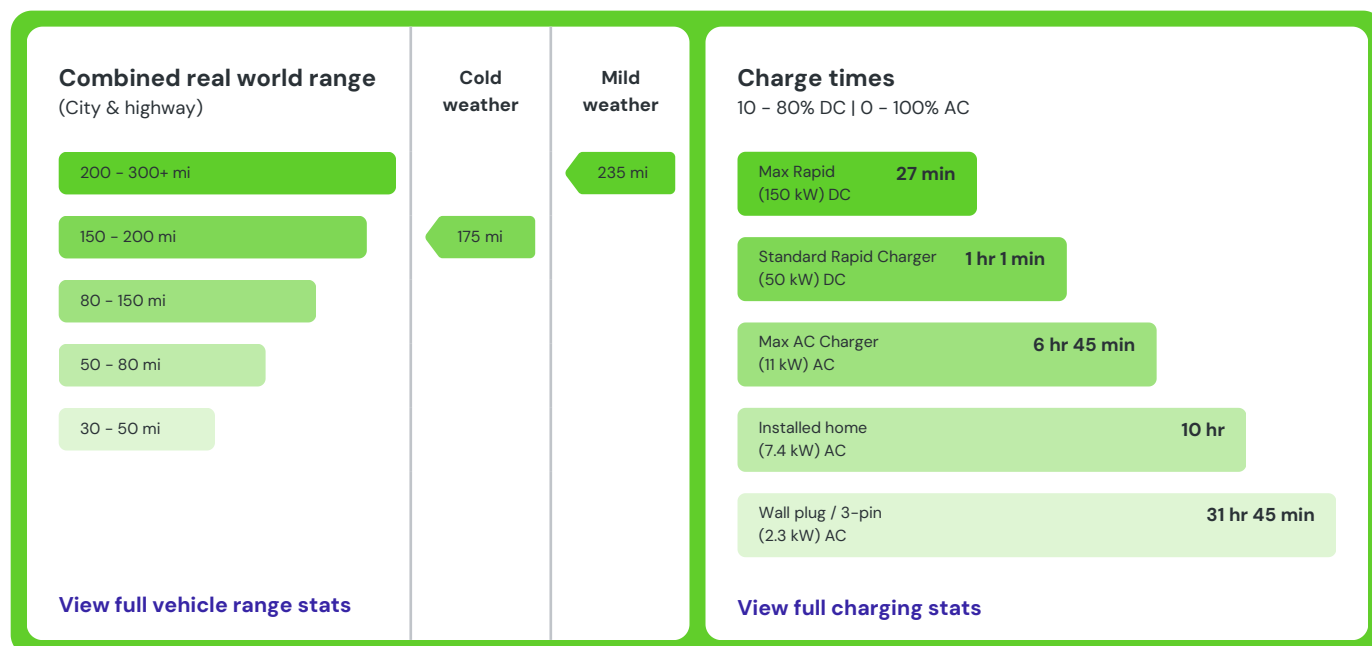 Combined real world range
(City & highway)
Cold
weather
Mild
weather
200 - 300+ mi
235 mi
150 - 200 mi
175 mi
80 - 150 mi
50 - 80 mi
30 - 50 mi
View full vehicle range stats
Charge times
10 - 80% DC | 0 - 100% AC
Max Rapid
(150 kW) DC
27 min
Standard Rapid Charger
(50 kW) DC
1 hr 1 min
Max AC Charger
(11 kW) AC
6 hr 45 min
Installed home
(7.4 kW) AC
10 hr
Wall plug / 3-pin
(2.3 kW) AC
31 hr 45 min
View full charging stats